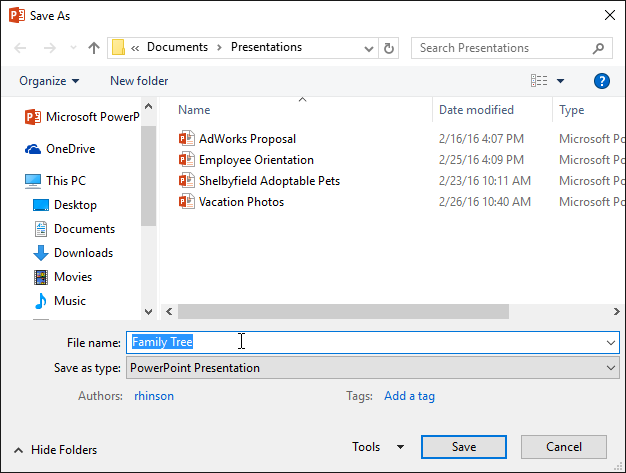 Save As
« Documents › Presentations
Search Presentations
Organize
New folder
Name Date modified Type
Microsoft PowerP
OneDrive
This PC
Desktop
Documents
Downloads
Movies
Music
AdWorks Proposal 2/16/16 4:07 PM Microsoft Po
Employee Orientation 2/25/16 4:09 PM Microsoft Po
Shelbyfield Adoptable Pets 2/23/16 10:11 AM Microsoft Po
Vacation Photos 2/26/16 10:40 AM Microsoft Po
File name: Family Tree
Save as type: PowerPoint Presentation
Authors: rhinson Tags: Add a tag
Hide Folders Tools Save Cancel